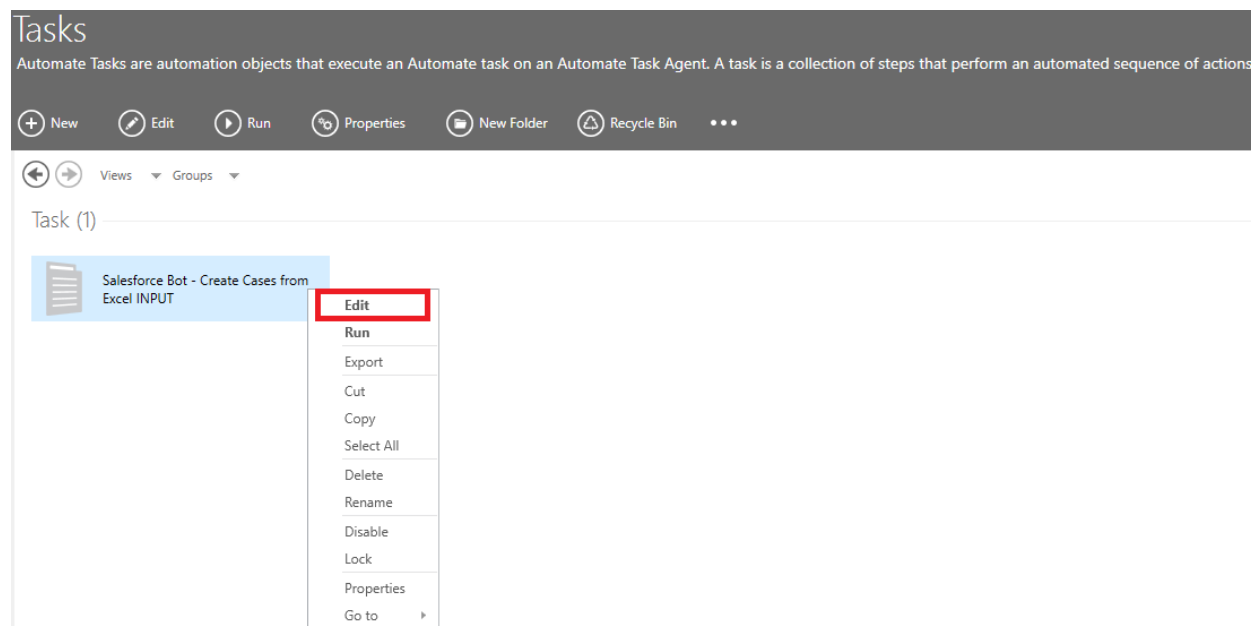 Tasks
Automate Tasks are automation objects that execute an Automate task on an Automate Task Agent. A task is a collection of steps that perform an automated sequence of actions
New Edit Run Properties New Folder Recycle Bin •••
Views Groups
Task (1)
Salesforce Bot - Create Cases from
Excel INPUT
Edit
Run
Export
Cut
Copy
Select All
Delete
Rename
Disable
Lock
Properties
Go to